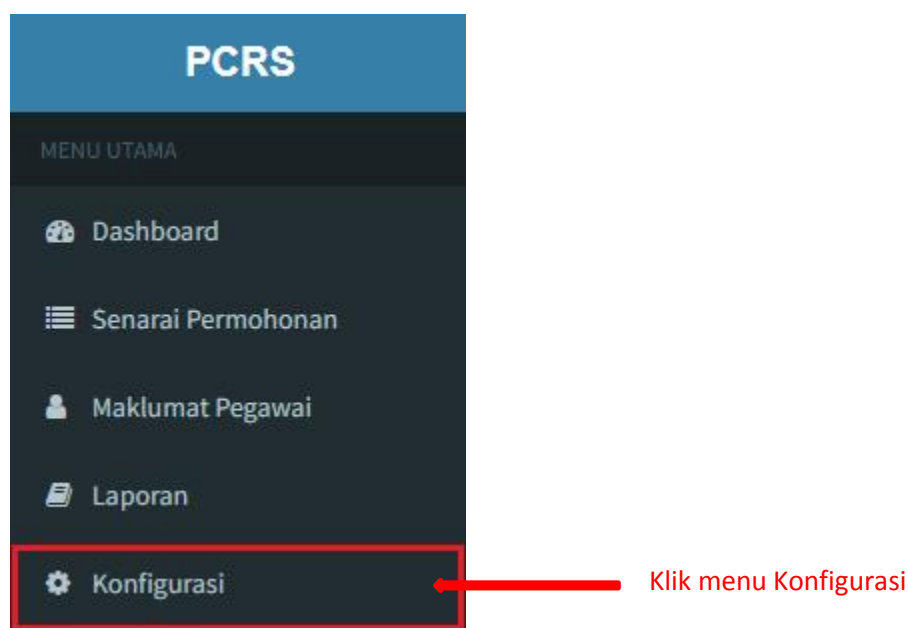 PCRS
MENU UTAMA
Dashboard
Senarai Permohonan
Maklumat Pegawai
Laporan
Konfigurasi
Klik menu Konfigurasi